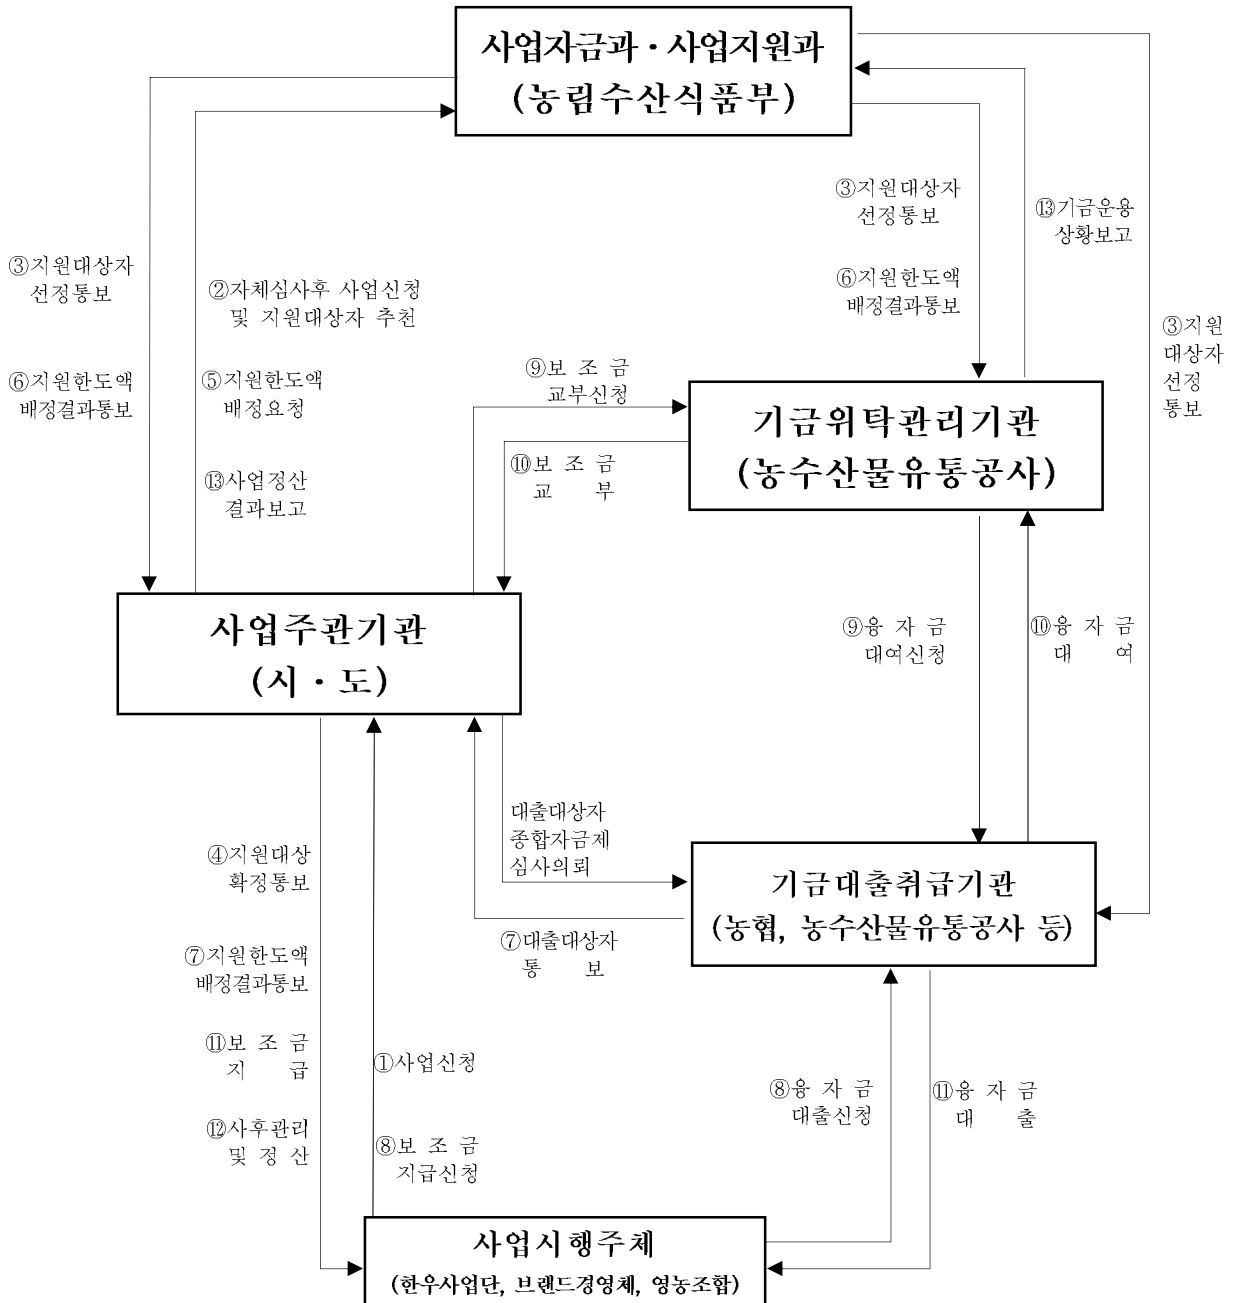 사업자금과·사업지원과
(농림수산식품부)
③지원대상자
선정통보
⑬기금운용
상황보고
③지원대상자
선정통보
②자체심사후 사업신청
및 지원대상자 추천
⑥지원한도액
배정결과통보
③지원
대상자
선정
통보
⑥지원한도액
배정결과통보
⑤지원한도액
배정요청
⑨보 조 금
교부신청
기금위탁관리기관
(농수산물유통공사)
⑬사업정산
결과보고
⑩보 조 금
교 부
사업주관기관
(시·도)
⑨융 자 금
대여신청
⑩융 자 금
대 여
대출대상자
종합자금제
심사의뢰
④지원대상
확정통보
기금대출취급기관
(농협, 농수산물유통공사 등)
⑦지원한도액
배정결과통보
⑦대출대상자
통 보
⑪보 조 금
지 급
①사업신청
⑧융 자 금
대출신청
⑪융 자 금
대 출
⑫사후관리
및 정 산
⑧보 조 금
지급신청
사업시행주체
(한우사업단, 브랜드경영체, 영농조합)